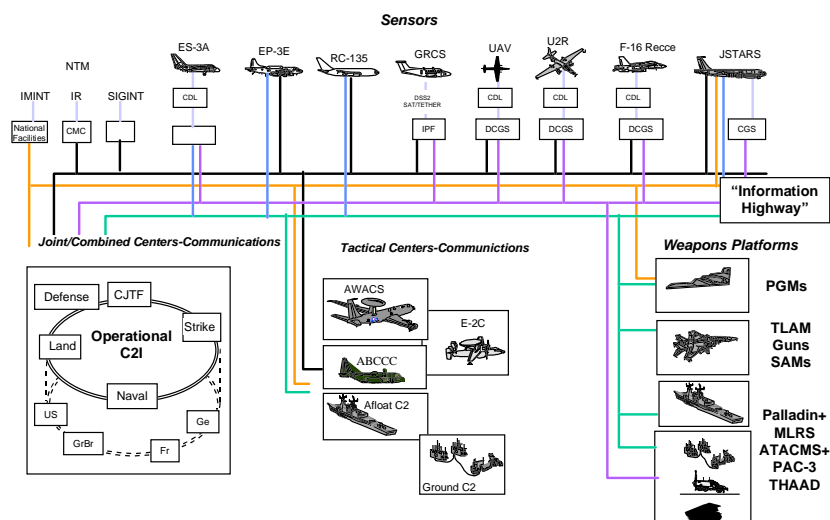 Sensors
ES-3A
EP-3E
RC-135
GRCS
UAV
U2R
F-16 Recce
JSTARS
NTM
IMINT
IR
SIGINT
CDL
DSS2
SAT/TETHER
CDL
CDL
CDL
National
Facilities
CMC
IPF
DCGS
DCGS
DCGS
CGS
“Information
Highway”
Joint/Combined Centers-Communications
Tactical Centers-Communictions
Weapons Platforms
Defense
CJTF
Strike
Operational
C2I
Land
Naval
US
GrBr
Fr
Ge
AWACS
E-2C
ABCCC
Afloat C2
Ground C2
PGMs
TLAM
Guns
SAMs
Palladin+
MLRS
ATACMS+
PAC-3
THAAD